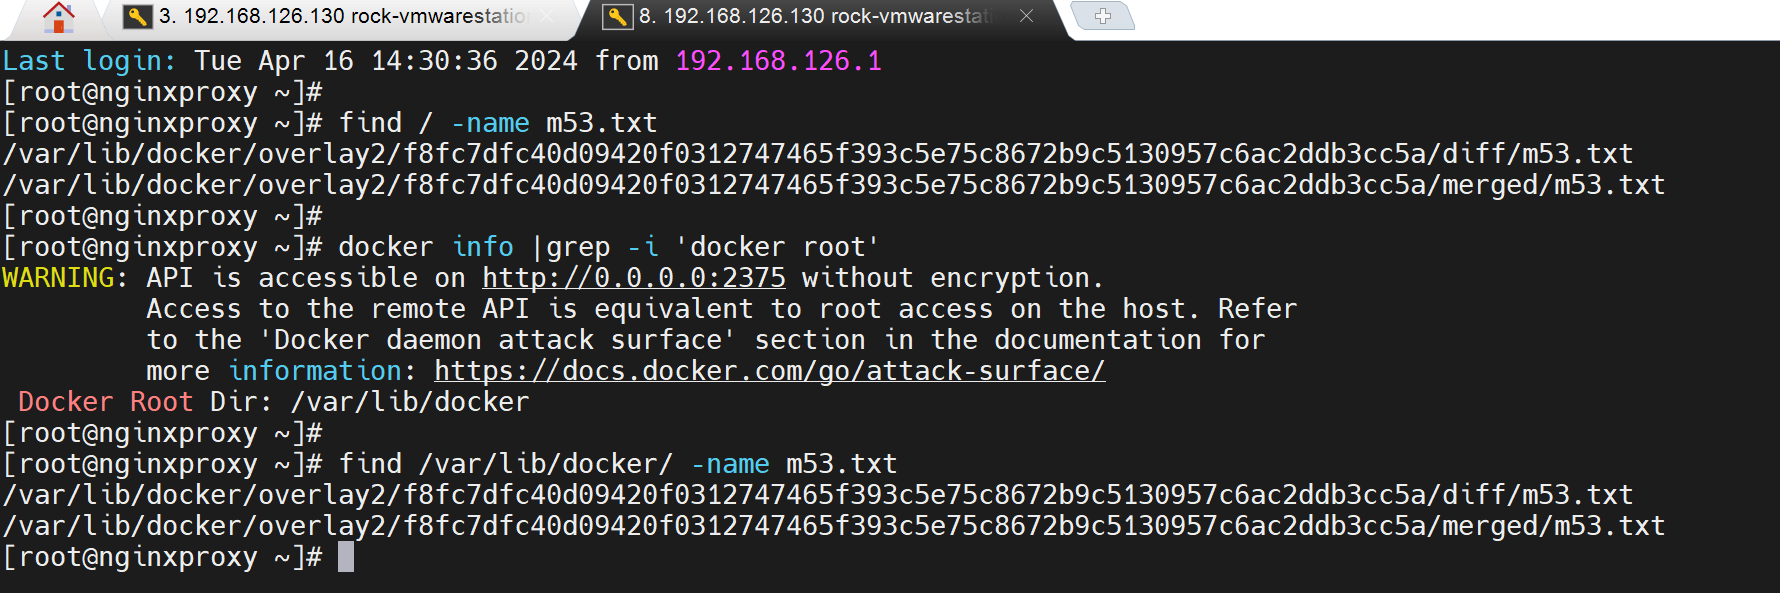 3. 192.168.126.130 rock-vmwarestatio
8. 192.168.126.130 rock-vmwarestati
Last login: Tue Apr 16 14:30:36 2024 from 192.168.126.1
[root@nginxproxy ~]#
[root@nginxproxy ~]# find / -name m53.txt
/var/lib/docker/overlay2/f8fc7dfc40d09420f0312747465f393c5e75c8672b9c5130957c6ac2ddb3cc5a/diff/m53.txt
/var/lib/docker/overlay2/f8fc7dfc40d09420f0312747465f393c5e75c8672b9c5130957c6ac2ddb3cc5a/merged/m53.txt
[root@nginxproxy ~]#
[root@nginxproxy ~]# docker info |grep -i 'docker root'
WARNING: API is accessible on http://0.0.0.0:2375 without encryption.
Access to the remote API is equivalent to root access on the host. Refer
to the 'Docker daemon attack surface' section in the documentation for
more information: https://docs.docker.com/go/attack-surface/
Docker Root Dir: /var/lib/docker
[root@nginxproxy ~]#
[root@nginxproxy ~]# find /var/lib/docker/ -name m53.txt
/var/lib/docker/overlay2/f8fc7dfc40d09420f0312747465f393c5e75c8672b9c5130957c6ac2ddb3cc5a/diff/m53.txt
/var/lib/docker/overlay2/f8fc7dfc40d09420f0312747465f393c5e75c8672b9c5130957c6ac2ddb3cc5a/merged/m53.txt
[root@nginxproxy ~]#